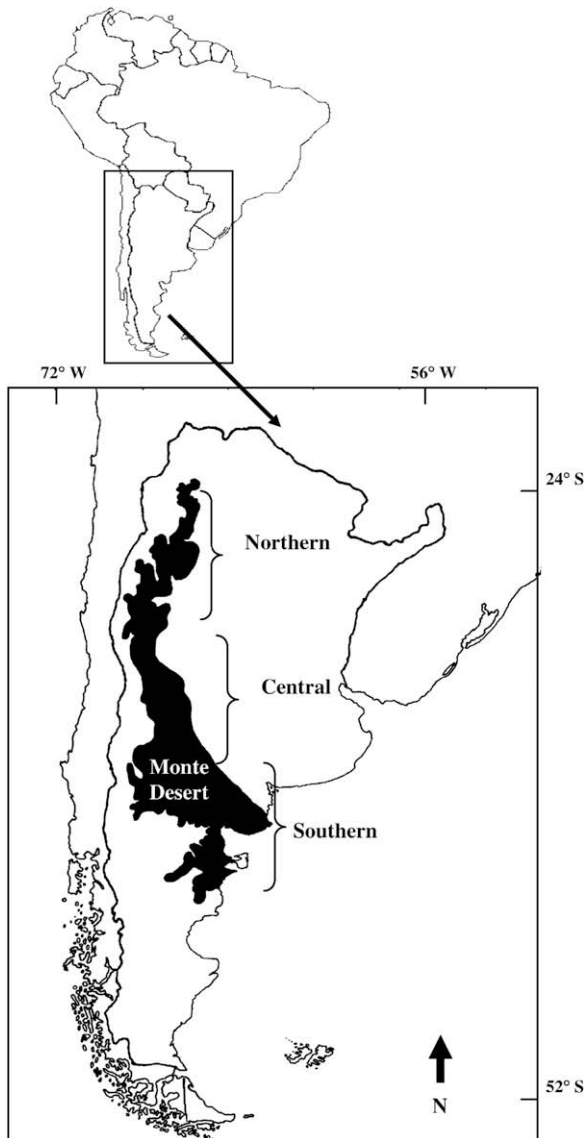 72° W
56° W
24° S
Northern
Central
Monte
Desert
Southern
N
52° S